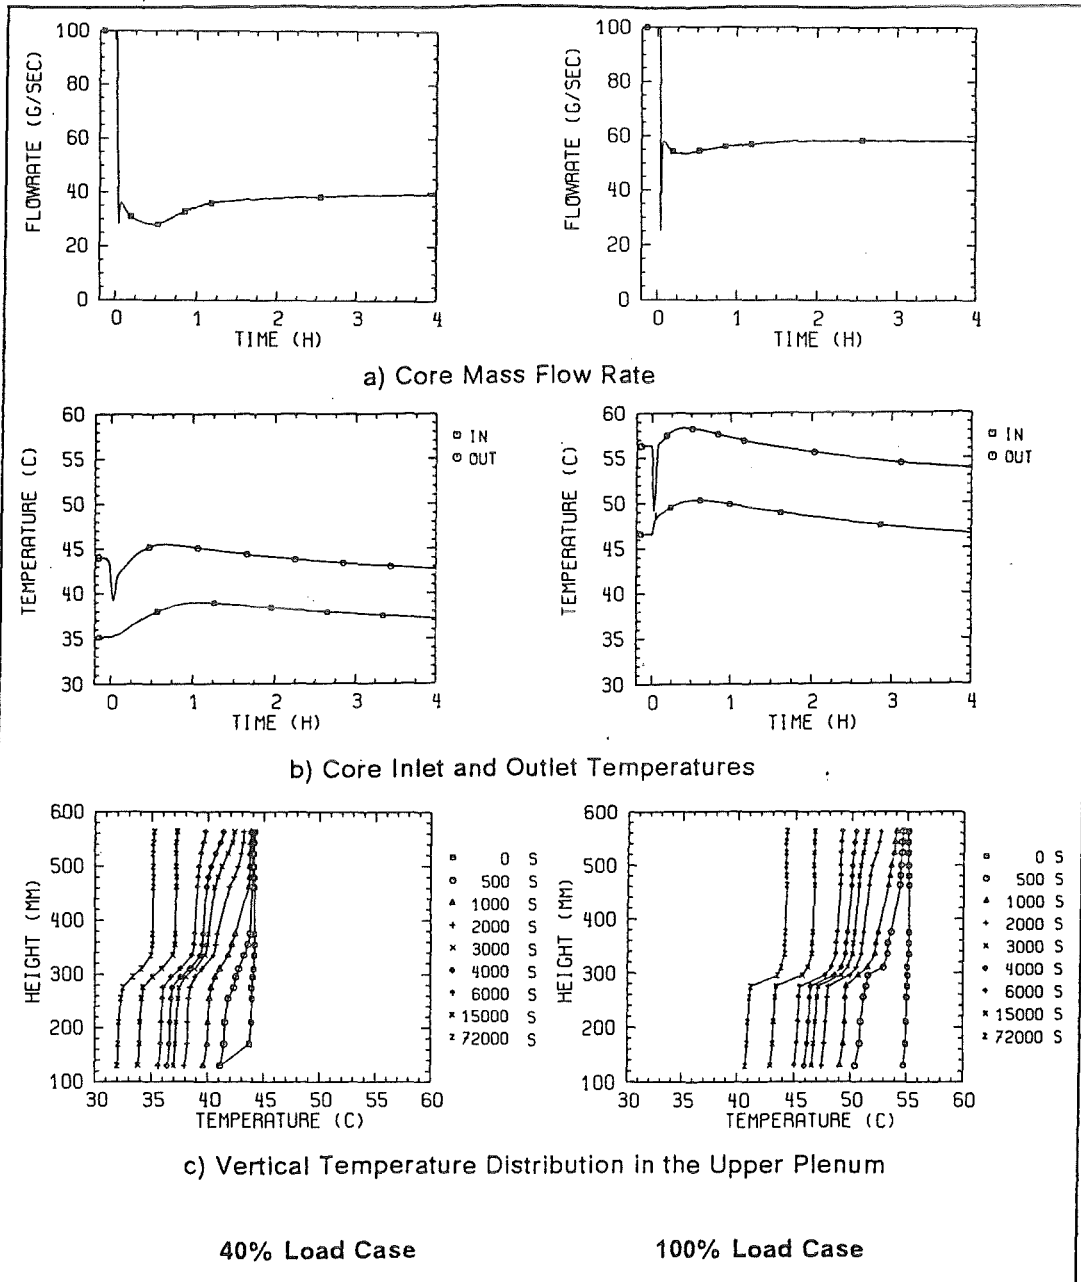 100
80
60
40
20
0
FLOWRATE (G/SEC)
0 1 2 3 4
TIME (H)
100
80
60
40
20
0
FLOWRATE (G/SEC)
0 1 2 3 4
TIME (H)
a) Core Mass Flow Rate
60
55
50
45
40
35
30
TEMPERATURE (C)
0 1 2 3 4
TIME (H)
IN
OUT
60
55
50
45
40
35
30
TEMPERATURE (C)
0 1 2 3 4
TIME (H)
IN
OUT
b) Core Inlet and Outlet Temperatures
600
500
400
300
200
100
HEIGHT (MM)
30 35 40 45 50 55 60
TEMPERATURE (C)
0 S
500 S
1000 S
2000 S
3000 S
4000 S
6000 S
15000 S
72000 S
600
500
400
300
200
100
HEIGHT (MM)
30 35 40 45 50 55 60
TEMPERATURE (C)
0 S
500 S
1000 S
2000 S
3000 S
4000 S
6000 S
15000 S
72000 S
c) Vertical Temperature Distribution in the Upper Plenum
40% Load Case
100% Load Case